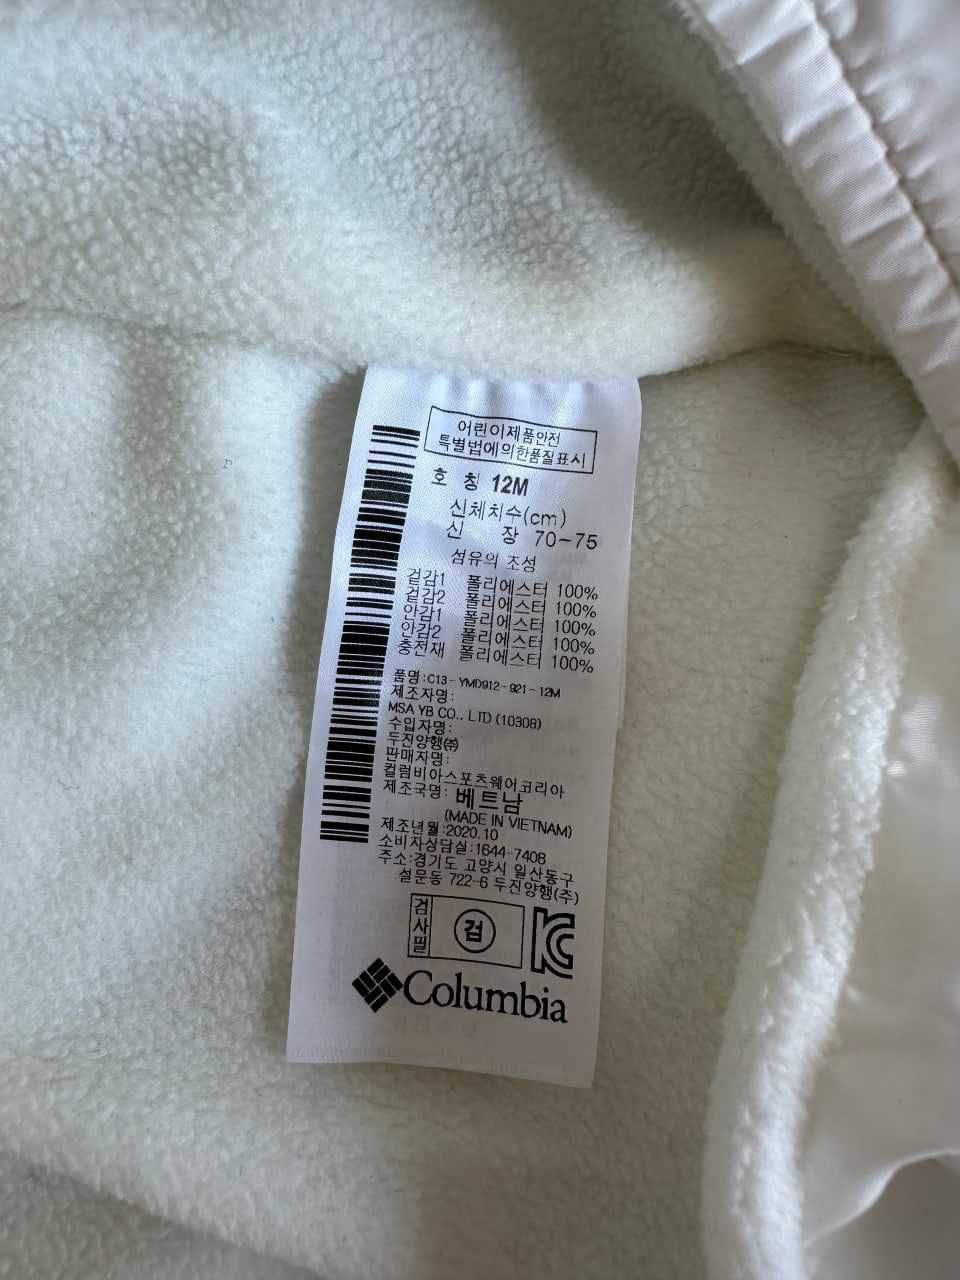 어린이제품안전
특별법에의한품질표시
호 칭 12M
신체치수(cm)
신 장 70~75
섬유의 조성
겉감1 폴리에스터 100%
겉감2 폴리에스터 100%
안감1 폴리에스터 100%
안감2 폴리에스터 100%
충전재 폴리에스터 100%
품명:C13-YMD912-921-12M
제조자명:
MSA YB CO., LTD (10308)
수입자명:
두진양행㈜
판매자명:
컬럼비아스포츠웨어코리아
제조국명: 베트남
(MADE IN VIETNAM)
제조년월:2020.10
소비자상담실:1644-7408
주소:경기도 고양시 일산동구
설문동 722-6 두진양행(주)
검사필 검
KC
Columbia